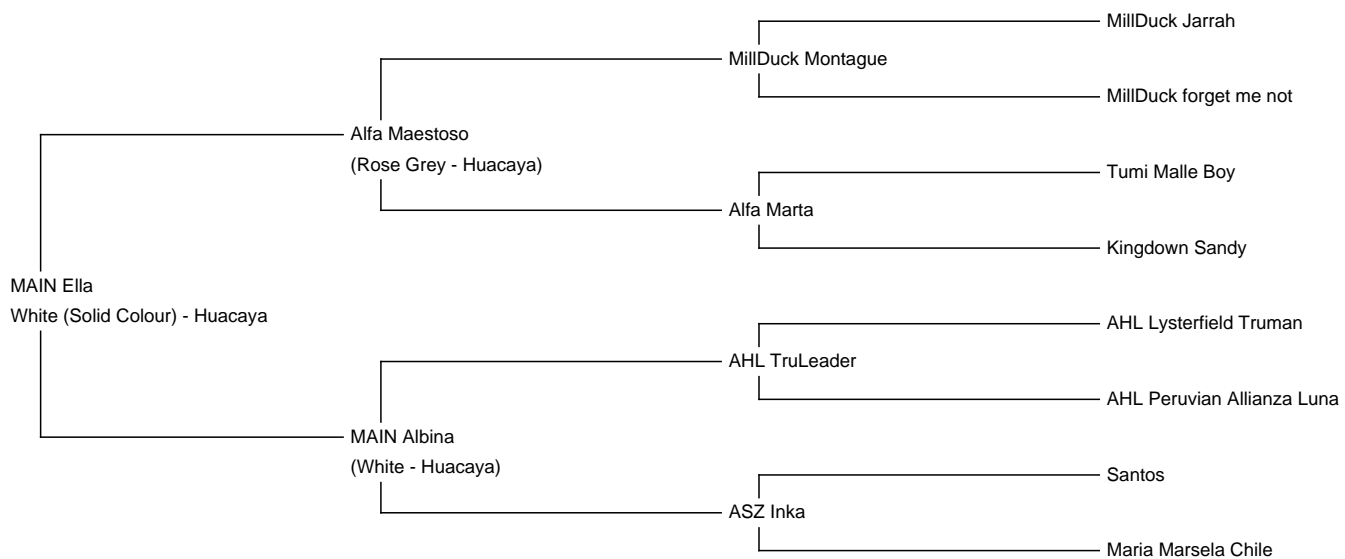 MillDuck Jarrah
MillDuck Montague
MillDuck forget me not
Alfa Maestoso
(Rose Grey - Huacaya)
Tumi Malle Boy
Alfa Marta
Kingdown Sandy
MAIN Ella
White (Solid Colour) - Huacaya
AHL Lysterfield Truman
AHL TruLeader
AHL Peruvian Allianza Luna
MAIN Albina
(White - Huacaya)
Santos
ASZ Inka
Maria Marsela Chile